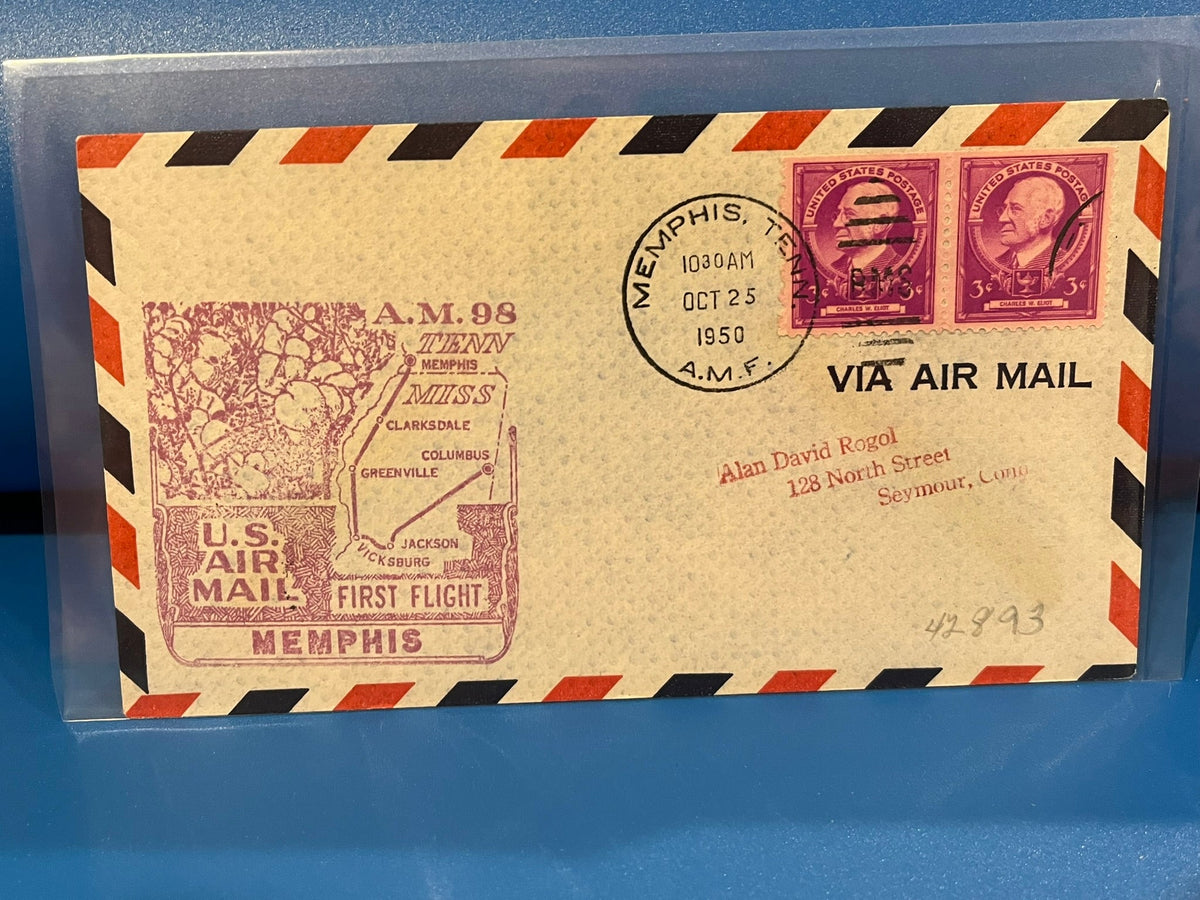 UNITED STATES POSTAGE
3¢ 3¢
CHARLES W. ELIOT
UNITED STATES POSTAGE
3¢ 3¢
CHARLES W. ELIOT
MEMPHIS, TENN.
1030AM
OCT 25
1950
A.M.F.
VIA AIR MAIL
Alan David Rogol
128 North Street
Seymour, Conn
A.M. 98
TENN
MEMPHIS
MISS
CLARKSDALE
COLUMBUS
GREENVILLE
JACKSON
VICKSBURG
U.S.
AIR
MAIL
FIRST FLIGHT
MEMPHIS
42893